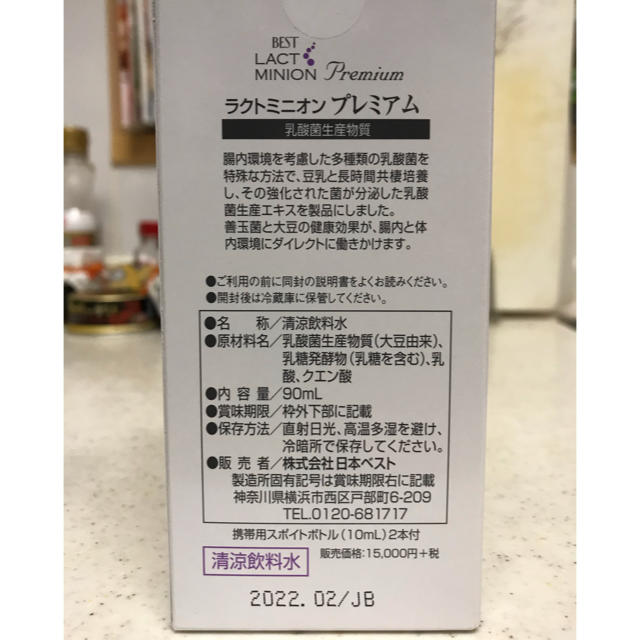 BEST
LACT
MINION Premium
ラクトミニオン プレミアム
乳酸菌生産物質
腸内環境を考慮した多種類の乳酸菌を
特殊な方法で、豆乳と長時間共棲培養
し、その強化された菌が分泌した乳酸
菌生産エキスを製品にしました。
善玉菌と大豆の健康効果が、腸内と体
内環境にダイレクトに働きかけます。
●ご利用の前に同封の説明書をよくお読みください。
●開封後は冷蔵庫に保管してください。
●名　　称／清涼飲料水
●原材料名／乳酸菌生産物質(大豆由来)、
乳糖発酵物(乳糖を含む)、乳
酸、クエン酸
●内 容 量／90mL
●賞味期限／枠外下部に記載
●保存方法／直射日光、高温多湿を避け、
冷暗所で保存してください。
●販 売 者／株式会社日本ベスト
製造所固有記号は賞味期限右に記載
神奈川県横浜市西区戸部町6-209
TEL.0120-681717
携帯用スポイトボトル(10mL)2本付
清涼飲料水 販売価格:15,000円+税
2022.02/JB